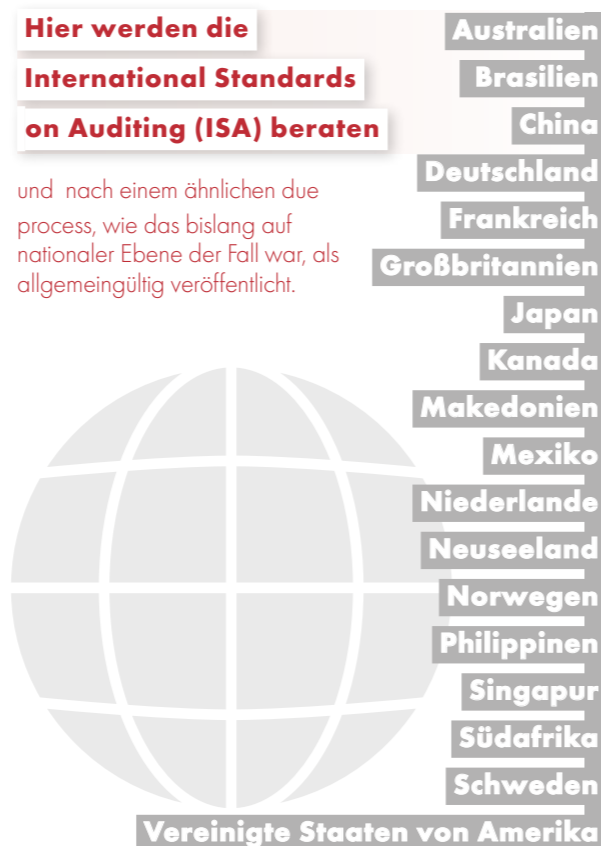 Hier werden die
International Standards
on Auditing (ISA) beraten
und nach einem ähnlichen due
process, wie das bislang auf
nationaler Ebene der Fall war, als
allgemeingültig veröffentlicht.
Australien
Brasilien
China
Deutschland
Frankreich
Großbritannien
Japan
Kanada
Makedonien
Mexiko
Niederlande
Neuseeland
Norwegen
Philippinen
Singapur
Südafrika
Schweden
Vereinigte Staaten von Amerika